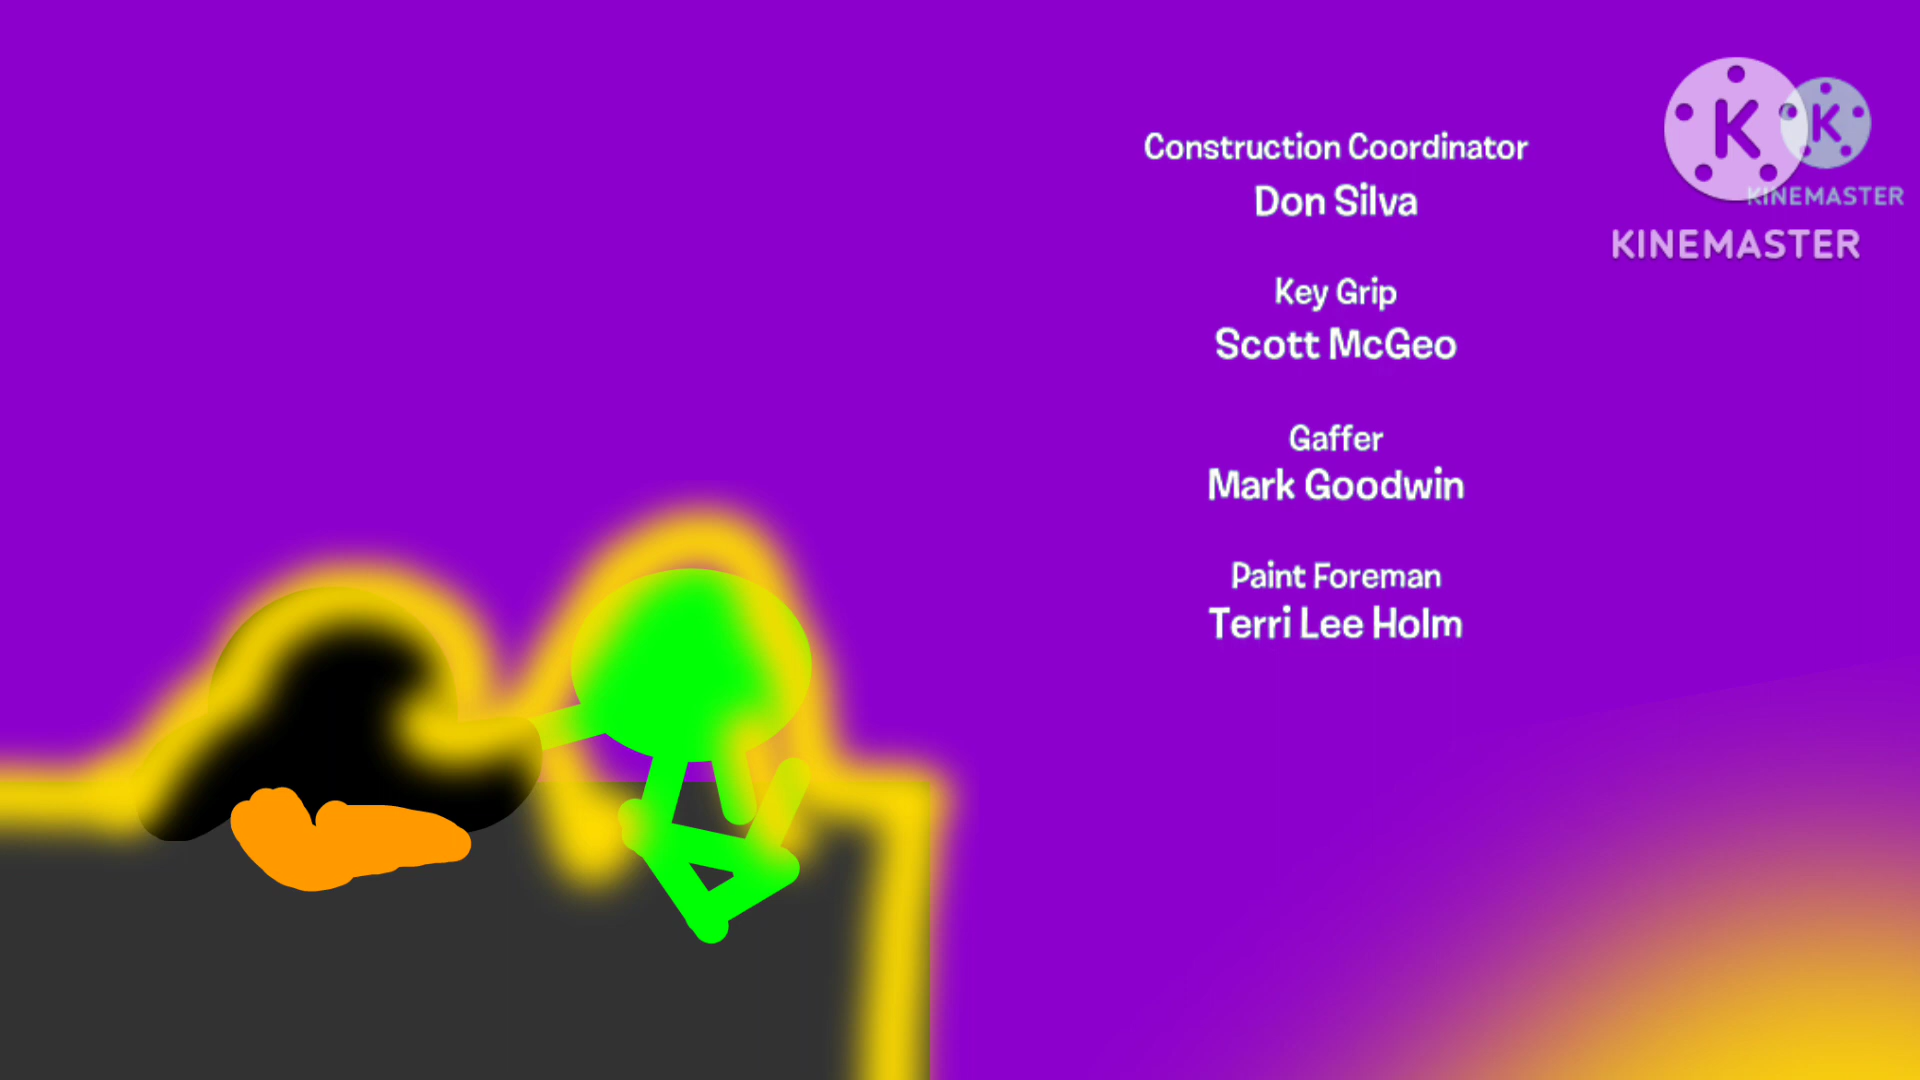 Construction Coordinator
Don Silva
Key Grip
Scott McGeo
Gaffer
Mark Goodwin
Paint Foreman
Terri Lee Holm
K
K
KINEMASTER
KINEMASTER